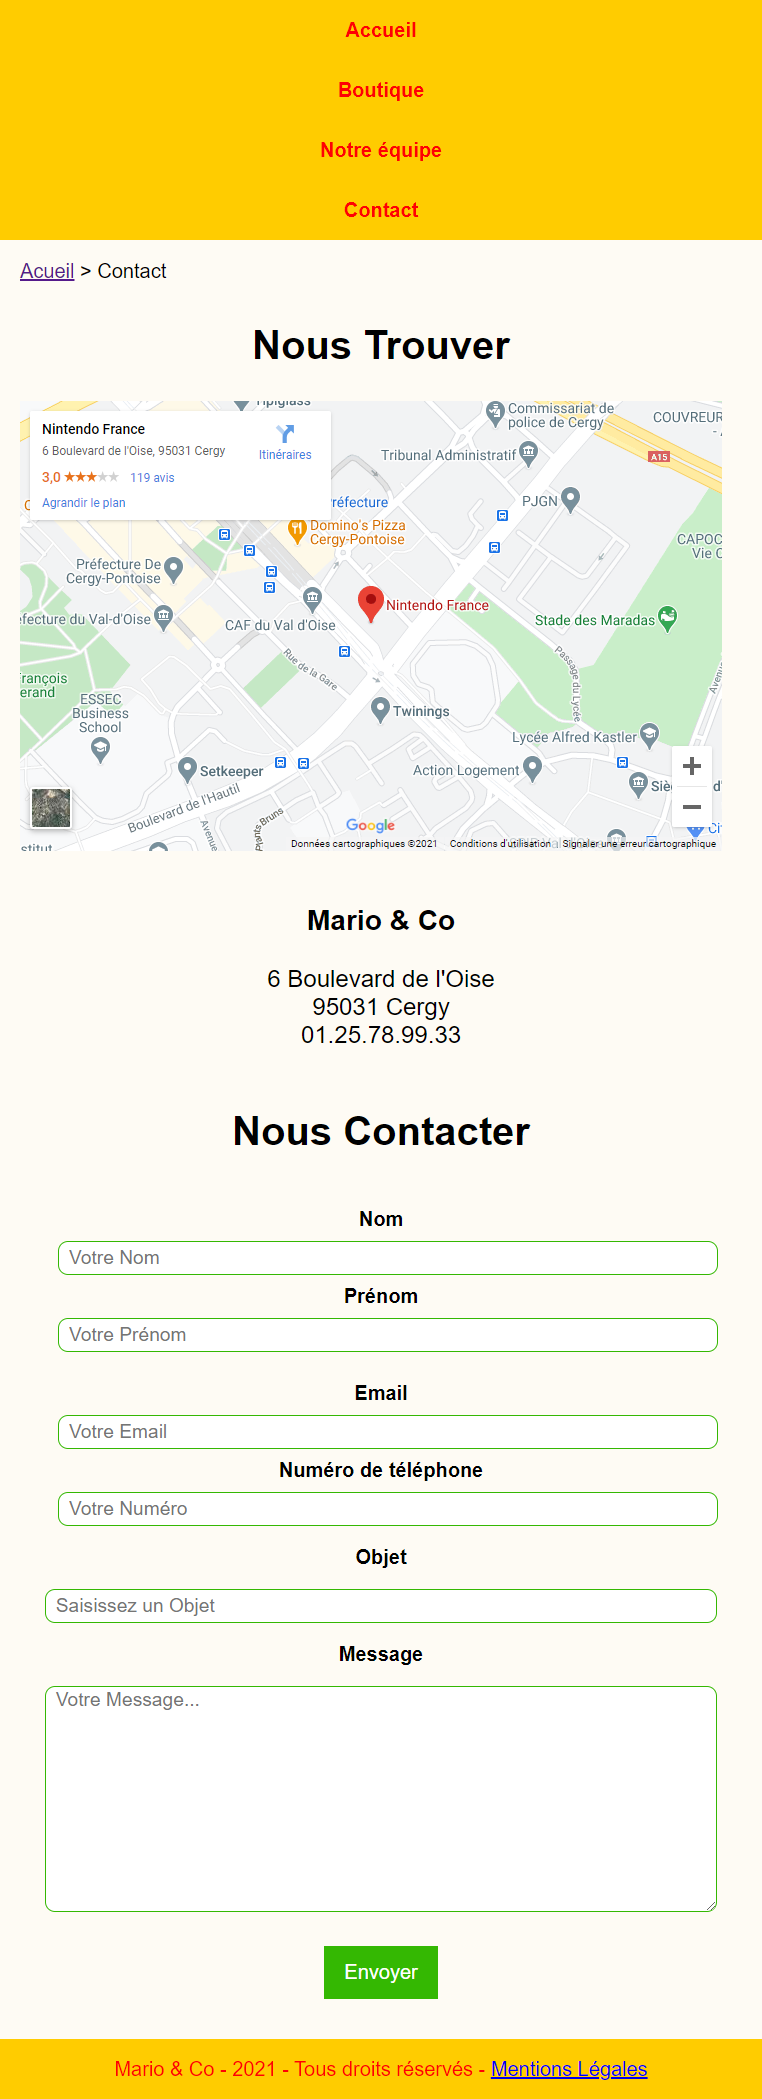 Accueil
Boutique
Notre équipe
Contact
Acueil > Contact
Nous Trouver
Nintendo France
6 Boulevard de l'Oise, 95031 Cergy
3,0 119 avis
Agrandir le plan
Itinéraires
Commissariat de
police de Cergy
COUVREUR
Tribunal Administratif
A15
PJGN
Préfecture
Domino's Pizza
Cergy-Pontoise
CAPOC
Vie C
Préfecture De
Cergy-Pontoise
Nintendo France
efecture du Val-d'Oise
CAF du Val d'Oise
Stade des Maradas
Rue de la Gare
Passage du Lycée
Avenue
rançois
erand
ESSEC
Business
School
Twinings
Lycée Alfred Kastler
Setkeeper
Action Logement
Boulevard de l'Hautil
Avenue
Bruns
Google
Données cartographiques ©2021 Conditions d'utilisation Signaler une erreur cartographique
Mario & Co
6 Boulevard de l'Oise
95031 Cergy
01.25.78.99.33
Nous Contacter
Nom
Votre Nom
Prénom
Votre Prénom
Email
Votre Email
Numéro de téléphone
Votre Numéro
Objet
Saisissez un Objet
Message
Votre Message...
Envoyer
Mario & Co - 2021 - Tous droits réservés - Mentions Légales